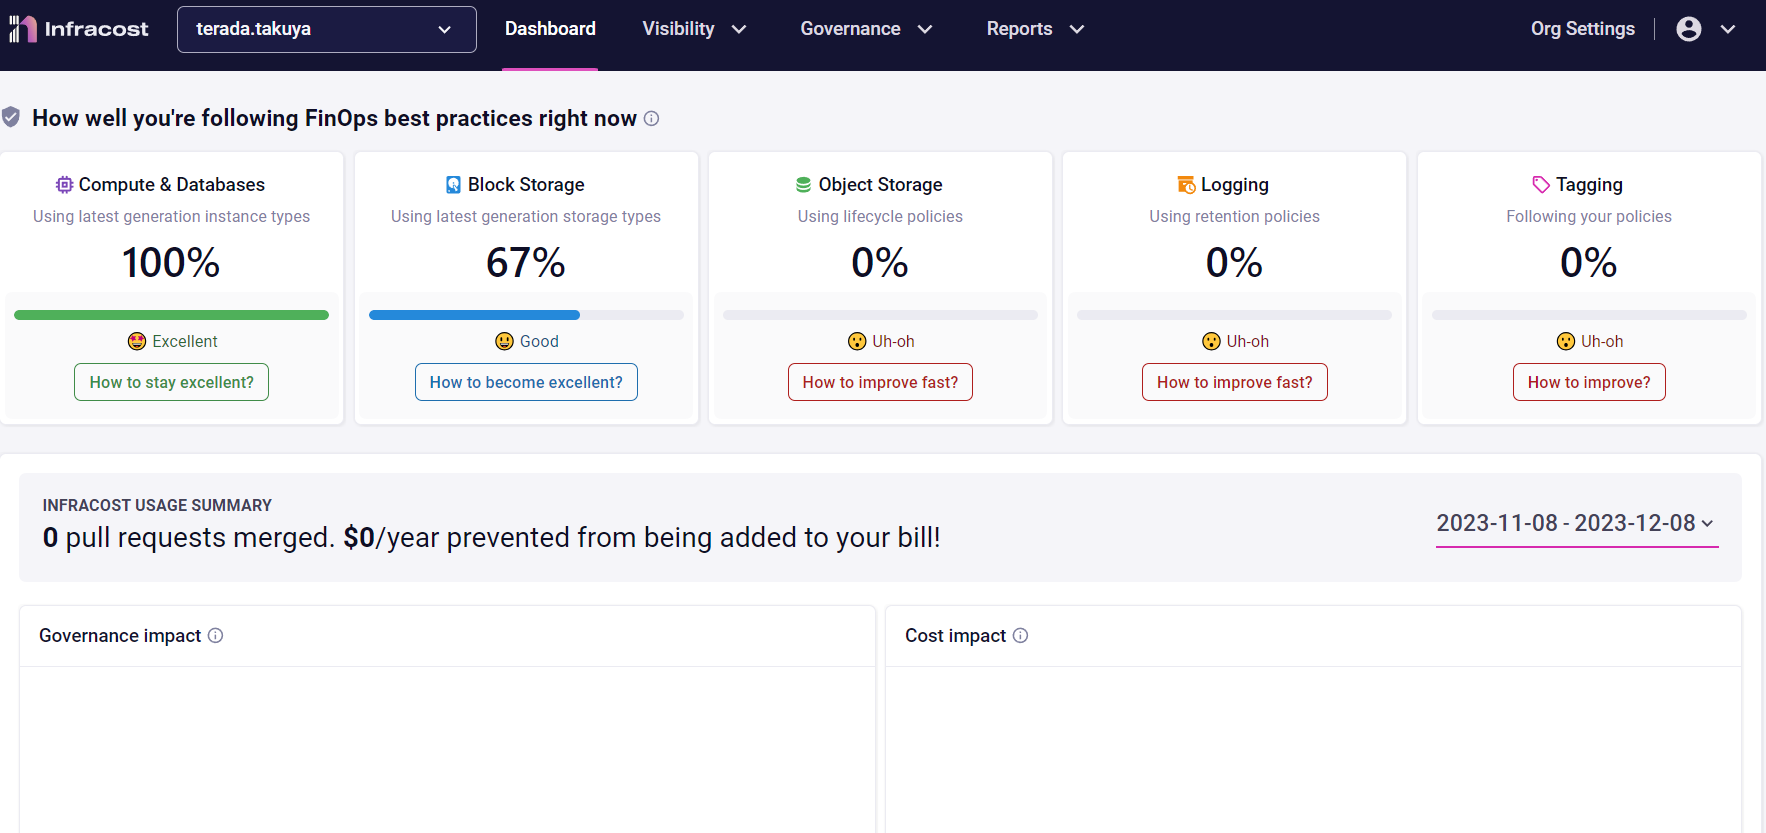 Infracost
terada.takuya
Dashboard
Visibility
Governance
Reports
Org Settings
How well you're following FinOps best practices right now
Compute & Databases
Using latest generation instance types
100%
Excellent
How to stay excellent?
Block Storage
Using latest generation storage types
67%
Good
How to become excellent?
Object Storage
Using lifecycle policies
0%
Uh-oh
How to improve fast?
Logging
Using retention policies
0%
Uh-oh
How to improve fast?
Tagging
Following your policies
0%
Uh-oh
How to improve?
INFRACOST USAGE SUMMARY
0 pull requests merged. $0/year prevented from being added to your bill!
2023-11-08 - 2023-12-08
Governance impact
Cost impact